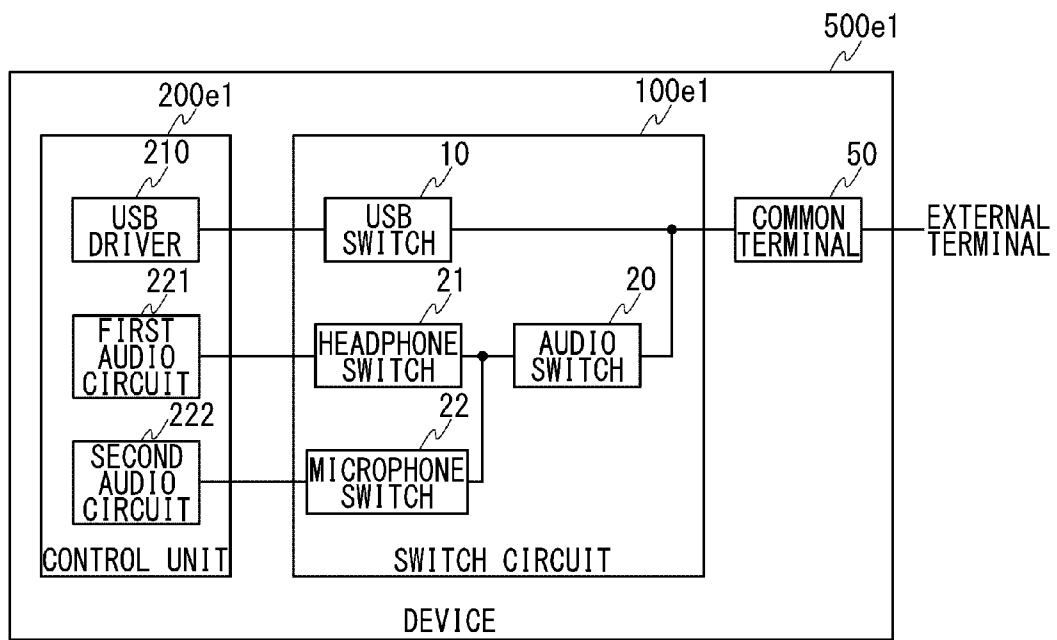 500e1
200e1
100e1
210
10
50
USB
DRIVER
USB
SWITCH
COMMON
TERMINAL
EXTERNAL
TERMINAL
221
21
20
FIRST
AUDIO
CIRCUIT
HEADPHONE
SWITCH
AUDIO
SWITCH
222
22
SECOND
AUDIO
CIRCUIT
MICROPHONE
SWITCH
CONTROL UNIT
SWITCH CIRCUIT
DEVICE